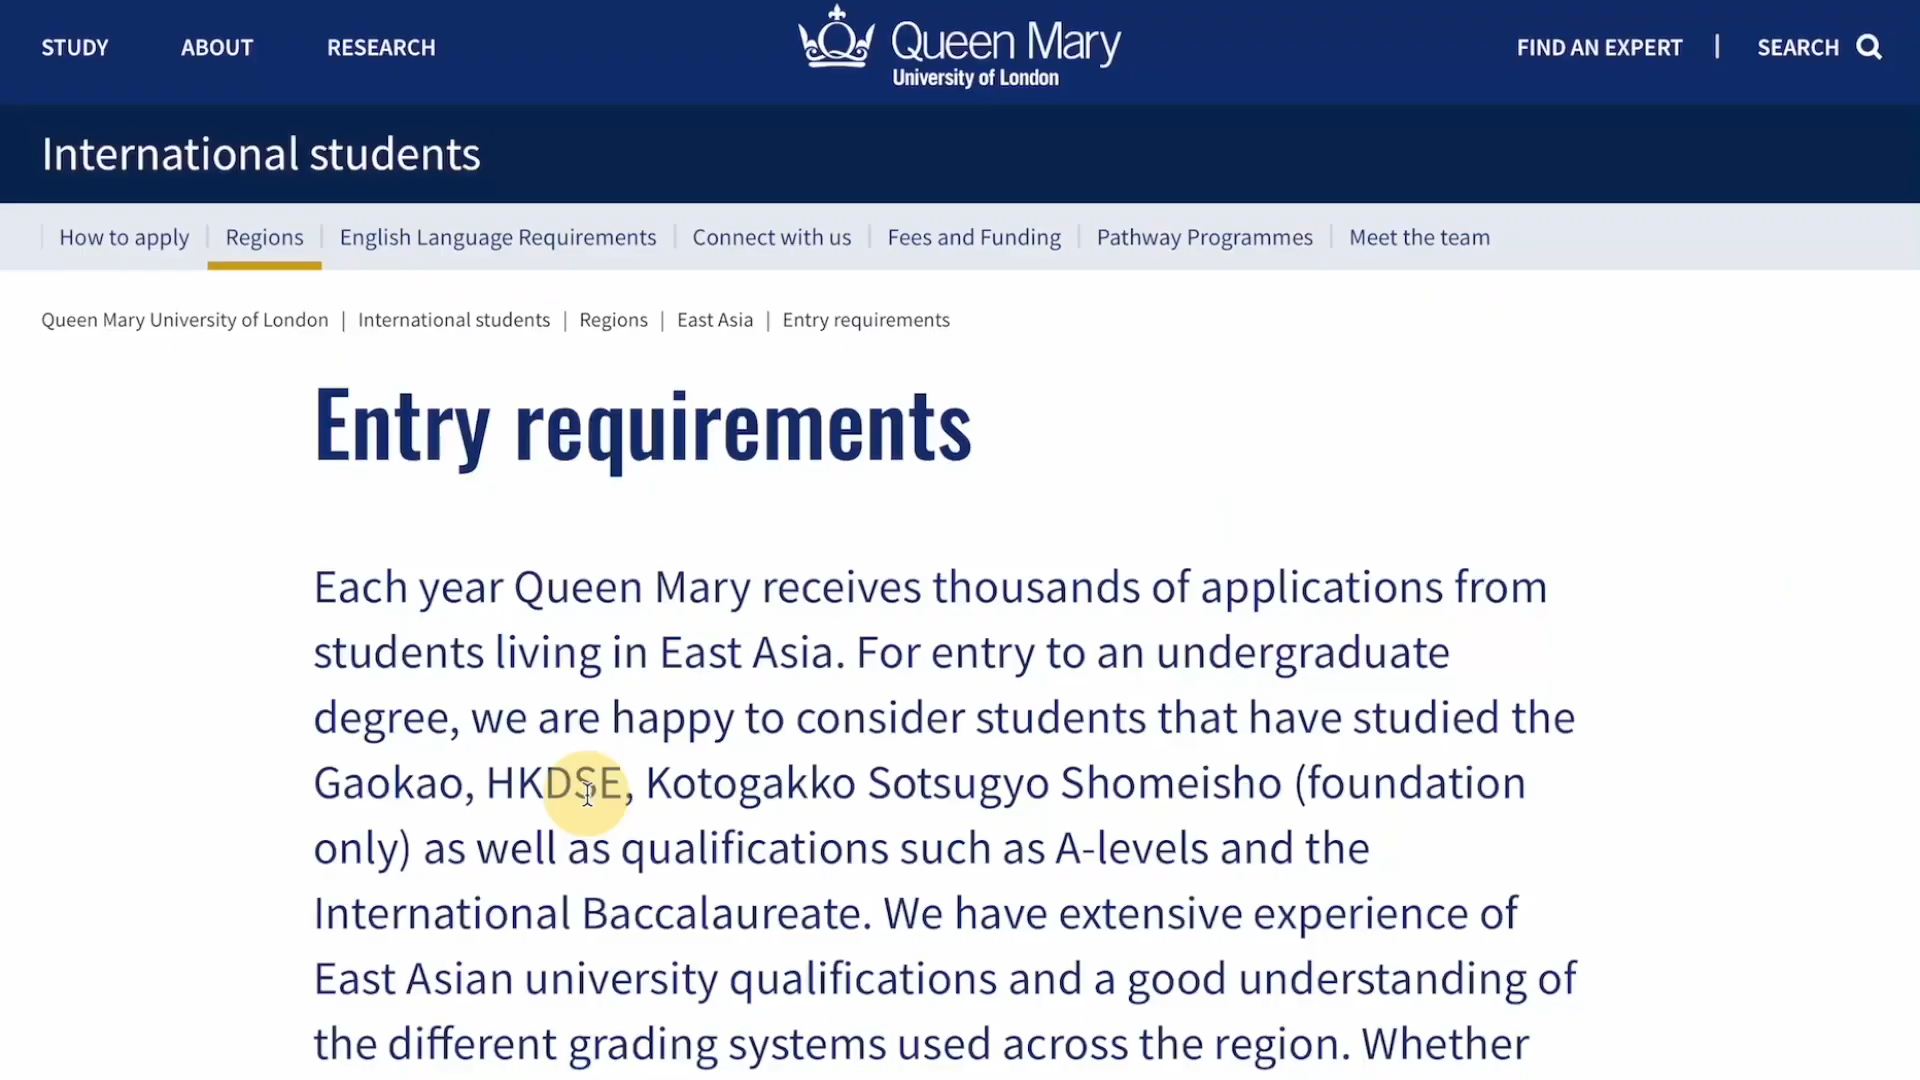 STUDY ABOUT RESEARCH Queen Mary University of London FIND AN EXPERT | SEARCH
International students
How to apply | Regions | English Language Requirements | Connect with us | Fees and Funding | Pathway Programmes | Meet the team
Queen Mary University of London | International students | Regions | East Asia | Entry requirements
Entry requirements
Each year Queen Mary receives thousands of applications from
students living in East Asia. For entry to an undergraduate
degree, we are happy to consider students that have studied the
Gaokao, HKDSE, Kotogakko Sotsugyo Shomeisho (foundation
only) as well as qualifications such as A-levels and the
International Baccalaureate. We have extensive experience of
East Asian university qualifications and a good understanding of
the different grading systems used across the region. Whether